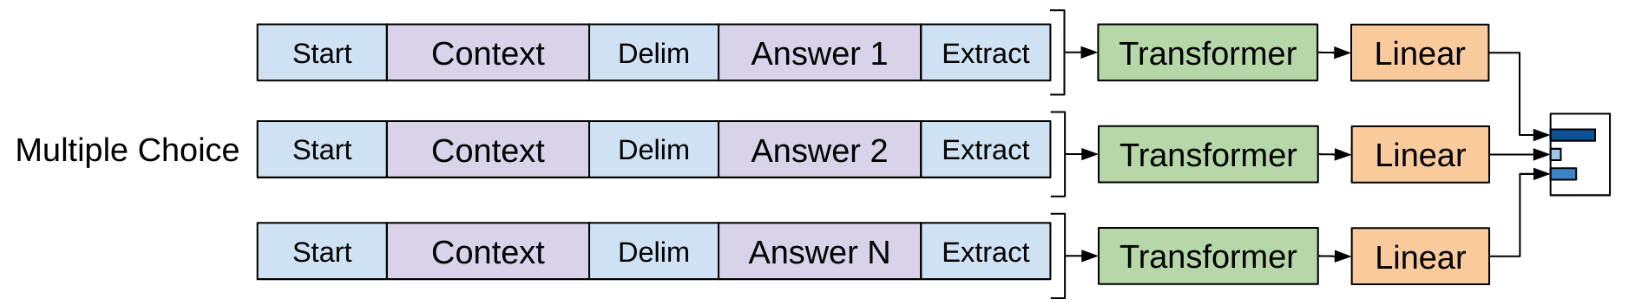 Start Context Delim Answer 1 Extract Transformer Linear
Multiple Choice Start Context Delim Answer 2 Extract Transformer Linear
Start Context Delim Answer N Extract Transformer Linear